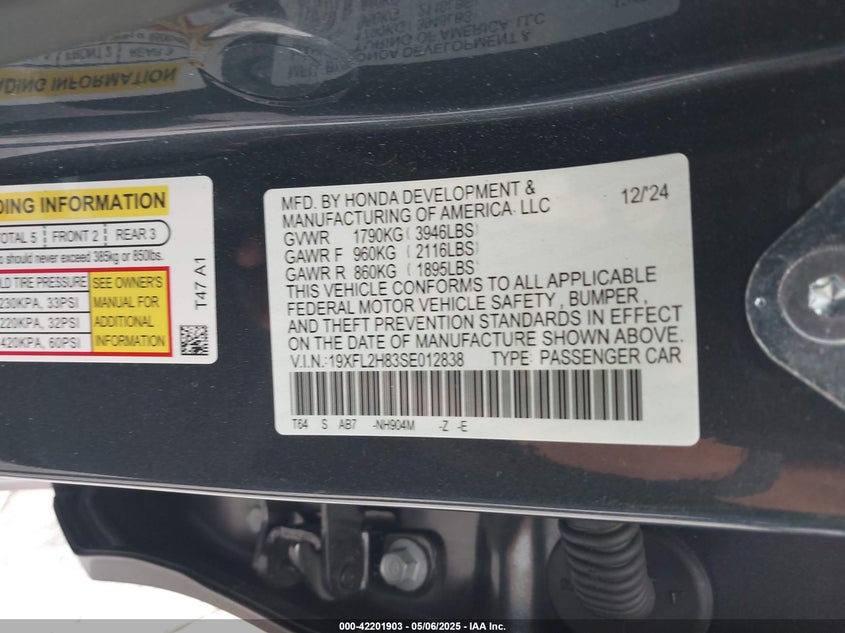 DING INFORMATION
OTAL 5 FRONT 2 REAR 3
o should never exceed 385kg or 850lbs.
LD TIRE PRESSURE
230KPA, 33PSI
220KPA, 32PSI
420KPA, 60PSI
SEE OWNER'S
MANUAL FOR
ADDITIONAL
INFORMATION
T47 A1
MFD. BY HONDA DEVELOPMENT & 12/'24
MANUFACTURING OF AMERICA. LLC
GVWR 1790KG( 3946LBS)
GAWR F 960KG ( 2116LBS)
GAWR R 860KG ( 1895LBS)
THIS VEHICLE CONFORMS TO ALL APPLICABLE
FEDERAL MOTOR VEHICLE SAFETY , BUMPER ,
AND THEFT PREVENTION STANDARDS IN EFFECT
ON THE DATE OF MANUFACTURE SHOWN ABOVE.
V.I.N.:19XFL2H83SE012838 TYPE: PASSENGER CAR
T64 S AB7 -NH904M -Z -E
000-42201903 - 05/06/2025 - IAA Inc.